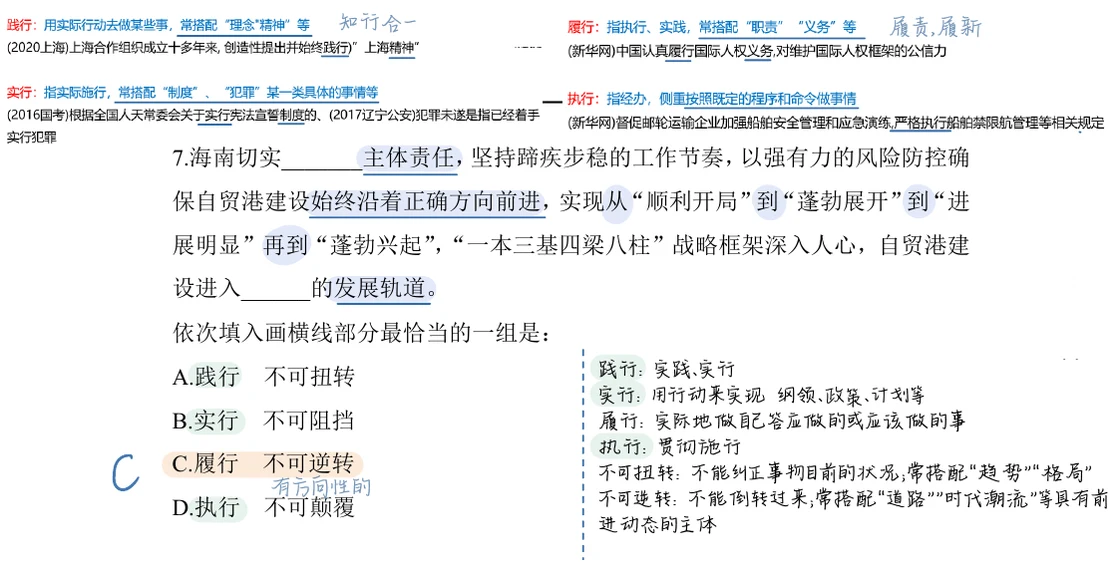 践行：用实际行动去做某些事，常搭配“理念”“精神”等
知行合一
(2020上海)上海合作组织成立十多年来, 创造性提出并始终践行)”上海精神”
实行：指实际施行，常搭配“制度”、“犯罪”某一类具体的事情等
(2016国考)根据全国人大常委会关于实行宪法宣誓制度的、(2017辽宁公安)犯罪未遂是指已经着手
实行犯罪
履行：指执行、实践，常搭配“职责” “义务”等
履责,履新
(新华网)中国认真履行国际人权义务,对维护国际人权框架的公信力
执行：指经办，侧重按照既定的程序和命令做事情
(新华网)督促邮轮运输企业加强船舶安全管理和应急演练,严格执行船舶禁限航管理等相关规定
7.海南切实_______主体责任，坚持蹄疾步稳的工作节奏，以强有力的风险防控确
保自贸港建设始终沿着正确方向前进，实现从“顺利开局”到“蓬勃展开”到“进
展明显”再到“蓬勃兴起”，“一本三基四梁八柱”战略框架深入人心，自贸港建
设进入______的发展轨道。
依次填入画横线部分最恰当的一组是：
A.践行 不可扭转
B.实行 不可阻挡
C
C.履行 不可逆转
有方向性的
D.执行 不可颠覆
践行：实践、实行
实行：用行动来实现 纲领、政策、计划等
履行：实际地做自己答应做的或应该做的事
执行：贯彻施行
不可扭转：不能纠正事物目前的状况;常搭配“趋势”“格局”
不可逆转：不能倒转过来;常搭配“道路”“时代潮流”等具有前
进动态的主体